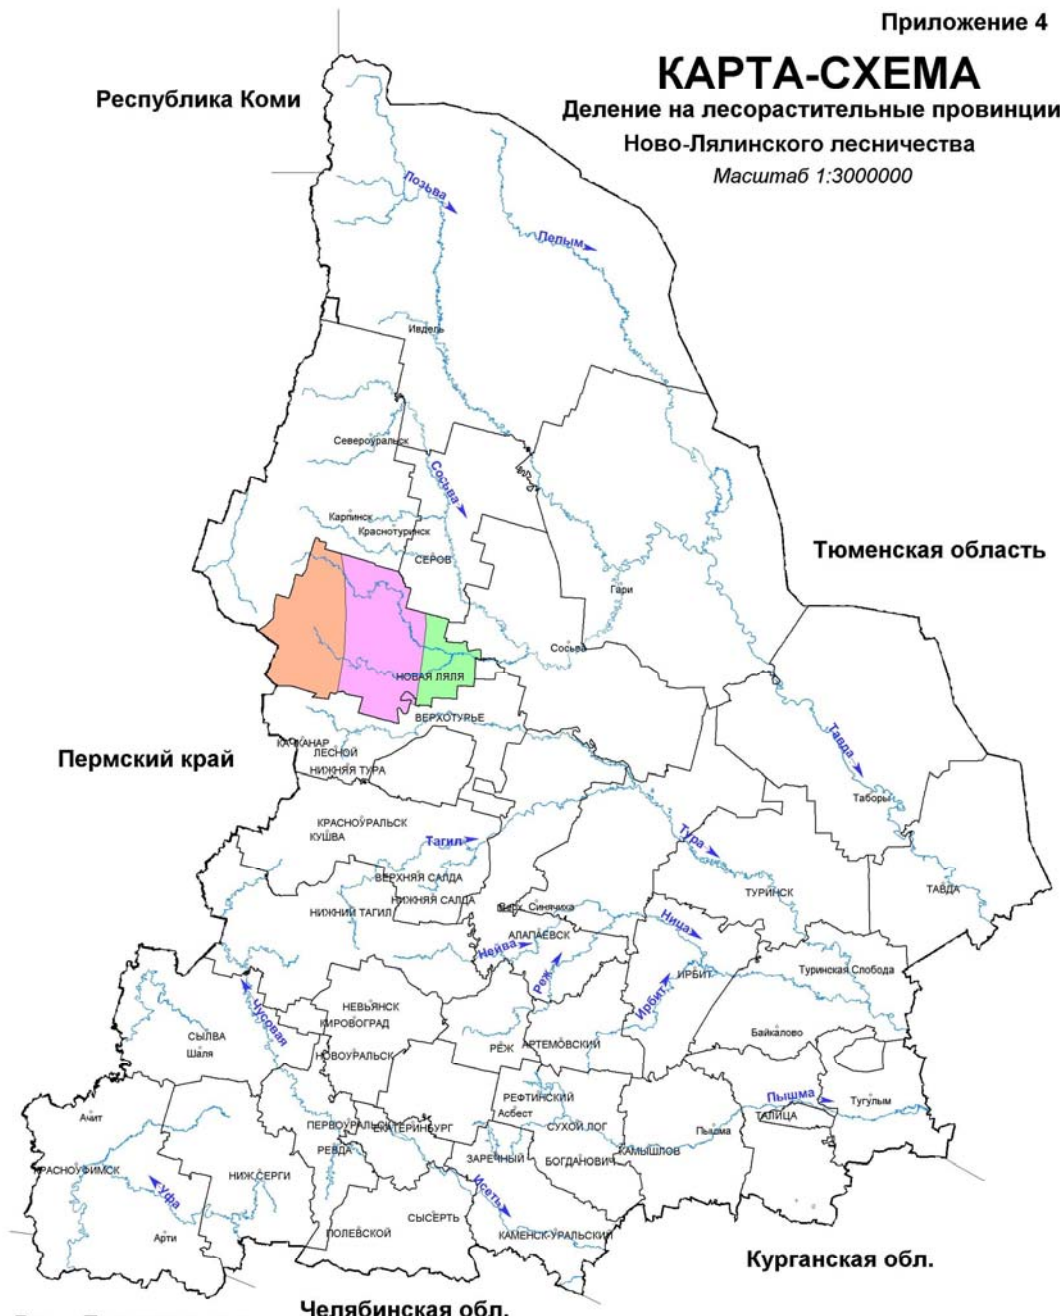 Приложение 4
КАРТА-СХЕМА
Деление на лесорастительные провинции
Ново-Лялинского лесничества
Масштаб 1:3000000
Республика Коми
Лозьва
Пелым
Ивдель
Североуральск
Сосьва
Карпинск
Краснотуринск
СЕРОВ
Тюменская область
Гари
Сосьва
НОВАЯ ЛЯЛЯ
ВЕРХОТУРЬЕ
Пермский край
КАЧКАНАР
ЛЕСНОЙ
НИЖНЯЯ ТУРА
Тавда
Таборы
КРАСНОУРАЛЬСК
КУШВА
Тагил
Тура
ВЕРХНЯЯ САЛДА
НИЖНЯЯ САЛДА
ТУРИНСК
ТАВДА
НИЖНИЙ ТАГИЛ
Верх. Синячиха
АЛАПАЕВСК
Ница
Нейва
Реж
Ирбит
ИРБИТ
Туринская Слобода
Чусовая
НЕВЬЯНСК
КИРОВОГРАД
СЫЛВА
Шаля
НОВОУРАЛЬСК
РЕЖ
АРТЕМОВСКИЙ
Байкалово
РЕФТИНСКИЙ
Асбест
Пышма
Тугулым
ТАЛИЦА
Ачит
ПЕРВОУРАЛЬСК
ЕКАТЕРИНБУРГ
СУХОЙ ЛОГ
Пышма
РЕВДА
ЗАРЕЧНЫЙ
БОГДАНОВИЧ
КАМЫШЛОВ
КРАСНОУФИМСК
НИЖ.СЕРГИ
Уфа
Исеть
СЫСЕРТЬ
Арти
ПОЛЕВСКОЙ
КАМЕНСК-УРАЛЬСКИЙ
Курганская обл.
Челябинская обл.